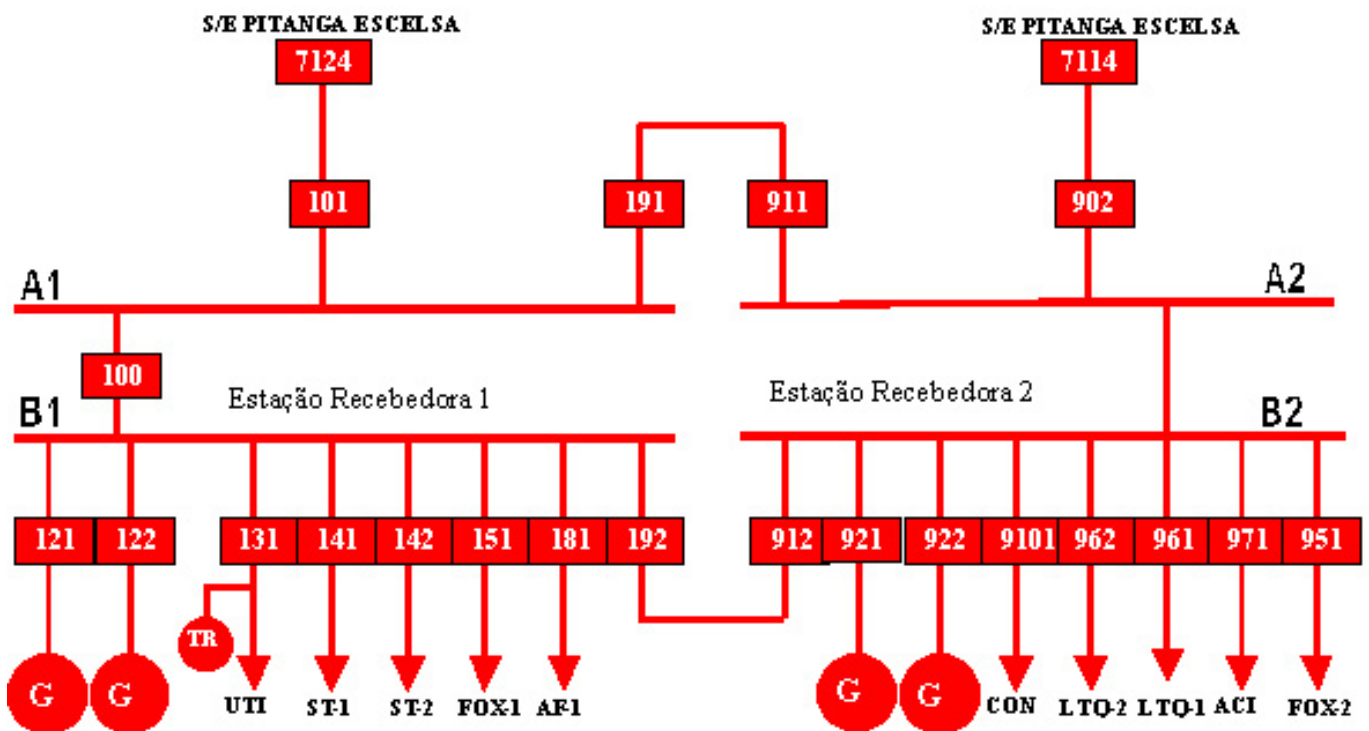 S/E PITANGA ESCELSA
S/E PITANGA ESCELSA
7124
7114
101
191
911
902
A1
A2
100
Estação Recebedora 1
Estação Recebedora 2
B1
B2
121
122
131
141
142
151
181
192
912
921
922
9101
962
961
971
951
TR
G
G
G
G
UTI
ST-1
ST-2
FOX-1
AF-1
CON
LTQ-2
LTQ-1
ACI
FOX-2